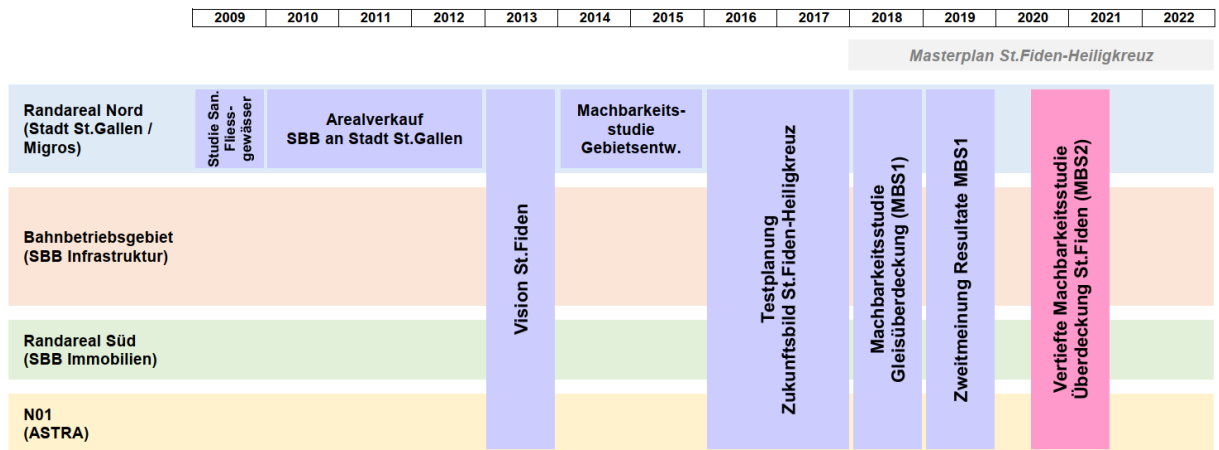 2009 2010 2011 2012 2013 2014 2015 2016 2017 2018 2019 2020 2021 2022
Masterplan St.Fiden-Heiligkreuz
Randareal Nord
(Stadt St.Gallen /
Migros)
Studie San.
Fliess-
gewässer
Arealverkauf
SBB an Stadt St.Gallen
Vision St.Fiden
Machbarkeits-
studie
Gebietsentw.
Testplanung
Zukunftsbild St.Fiden-Heiligkreuz
Machbarkeitsstudie
Gleisüberdeckung (MBS1)
Zweitmeinung Resultate MBS1
Vertiefte Machbarkeitsstudie
Überdeckung St.Fiden (MBS2)
Bahnbetriebsgebiet
(SBB Infrastruktur)
Randareal Süd
(SBB Immobilien)
N01
(ASTRA)